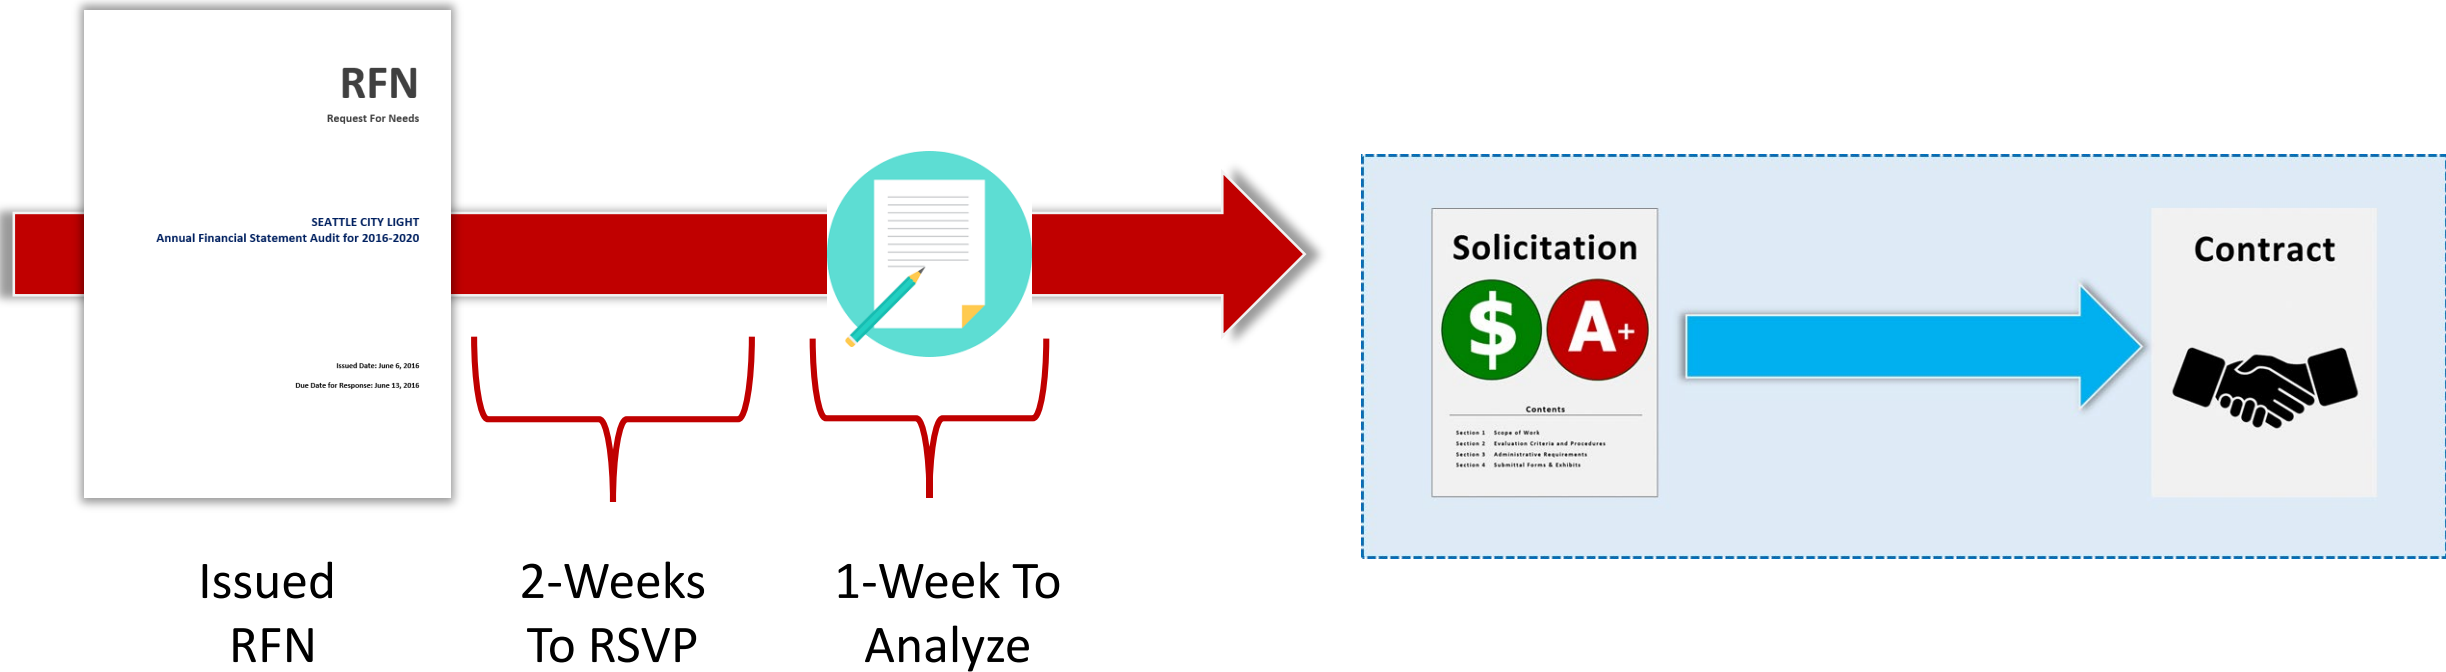 RFN
Request For Needs
SEATTLE CITY LIGHT
Annual Financial Statement Audit for 2016-2020
Issued Date: June 6, 2016
Due Date for Response: June 13, 2016
Issued
RFN
2-Weeks
To RSVP
1-Week To
Analyze
Solicitation
$ A+
Contents
Section 1 Scope of Work
Section 2 Evaluation Criteria and Procedures
Section 3 Administrative Requirements
Section 4 Submittal Forms & Exhibits
Contract